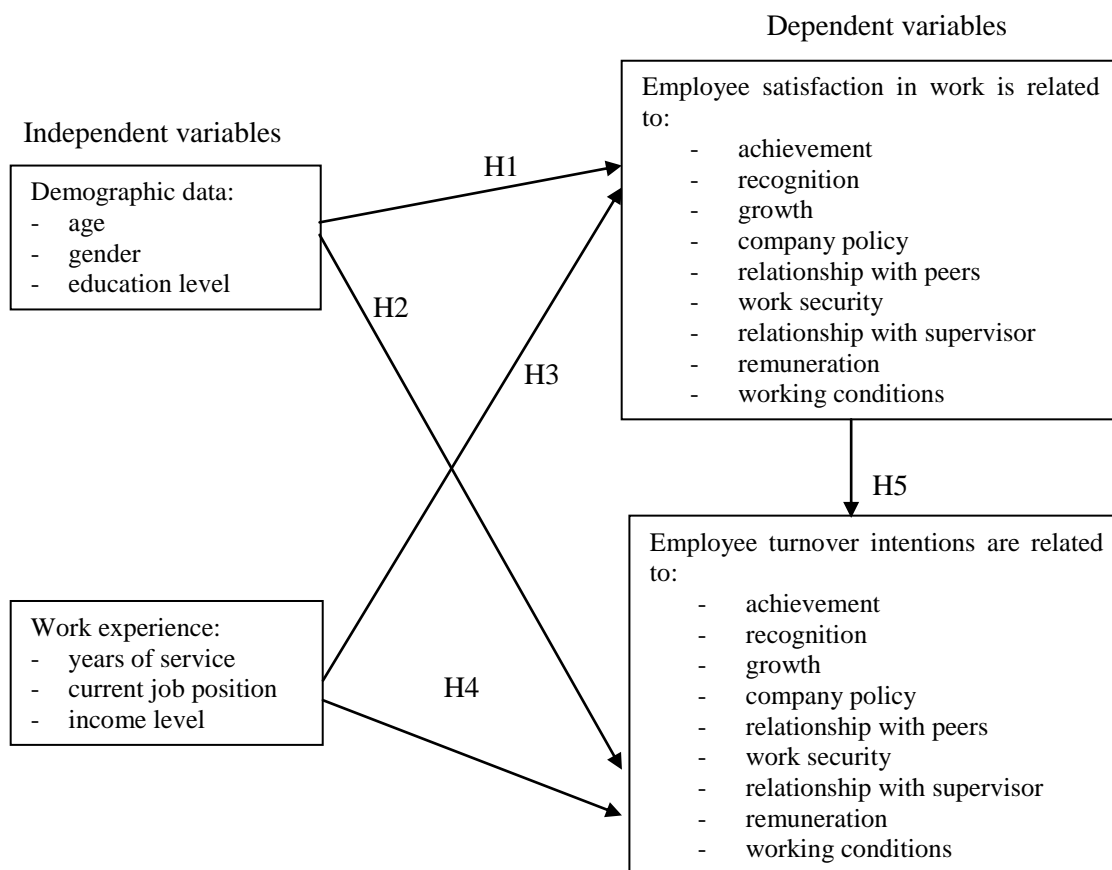 Dependent variables
Employee satisfaction in work is related
to:
- achievement
- recognition
- growth
- company policy
- relationship with peers
- work security
- relationship with supervisor
- remuneration
- working conditions
Independent variables
Demographic data:
- age
- gender
- education level
H1
H2
H3
H5
Work experience:
- years of service
- current job position
- income level
H4
Employee turnover intentions are related
to:
- achievement
- recognition
- growth
- company policy
- relationship with peers
- work security
- relationship with supervisor
- remuneration
- working conditions